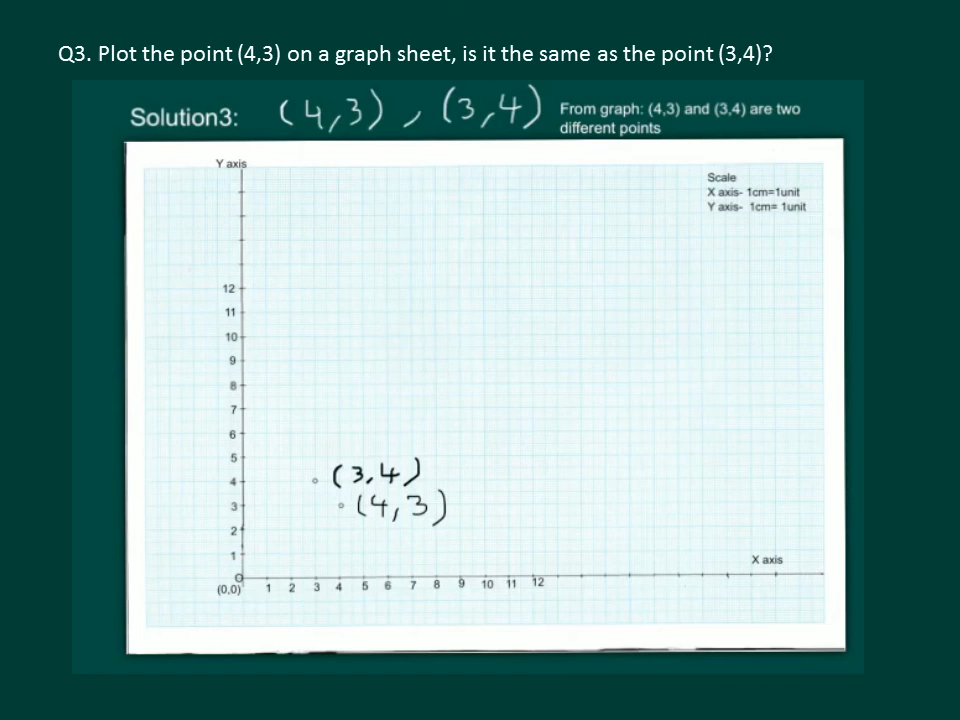 Q3. Plot the point (4,3) on a graph sheet, is it the same as the point (3,4)?
Solution3: (4,3) , (3,4) From graph: (4,3) and (3,4) are two
different points
Y axis
Scale
X axis- 1cm=1unit
Y axis- 1cm= 1unit
12
11
10
9
8
7
6
5
4 (3,4)
3 (4,3)
2
1
X axis
0
(0,0) 1 2 3 4 5 6 7 8 9 10 11 12